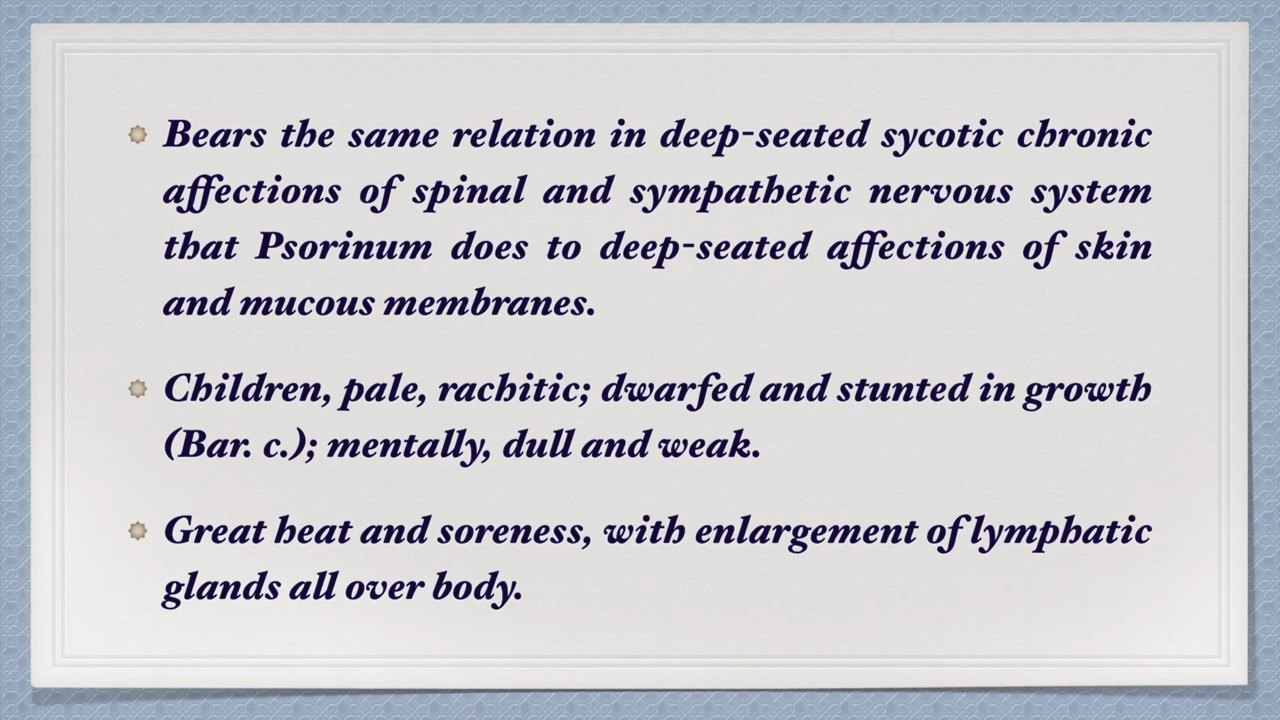 Bears the same relation in deep-seated sycotic chronic
affections of spinal and sympathetic nervous system
that Psorinum does to deep-seated affections of skin
and mucous membranes.
Children, pale, rachitic; dwarfed and stunted in growth
(Bar. c.); mentally, dull and weak.
Great heat and soreness, with enlargement of lymphatic
glands all over body.